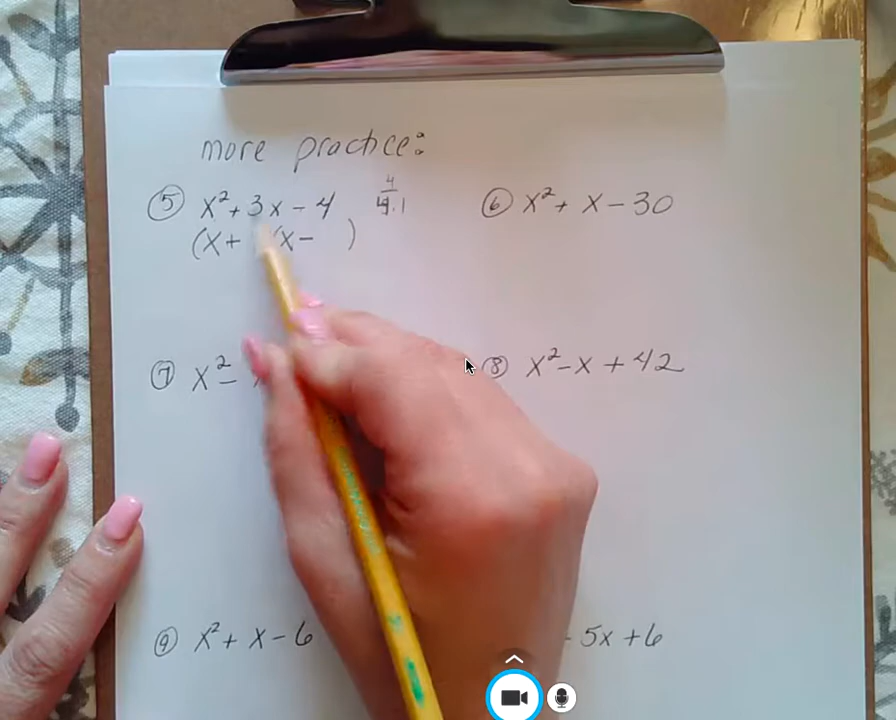 more practice:
⑤ x² + 3x - 4
4
4·1
(x+ (x- )
⑥ x² + x - 30
⑦ x² -
⑧ x² - x + 42
⑨ x² + x - 6
- 5x + 6